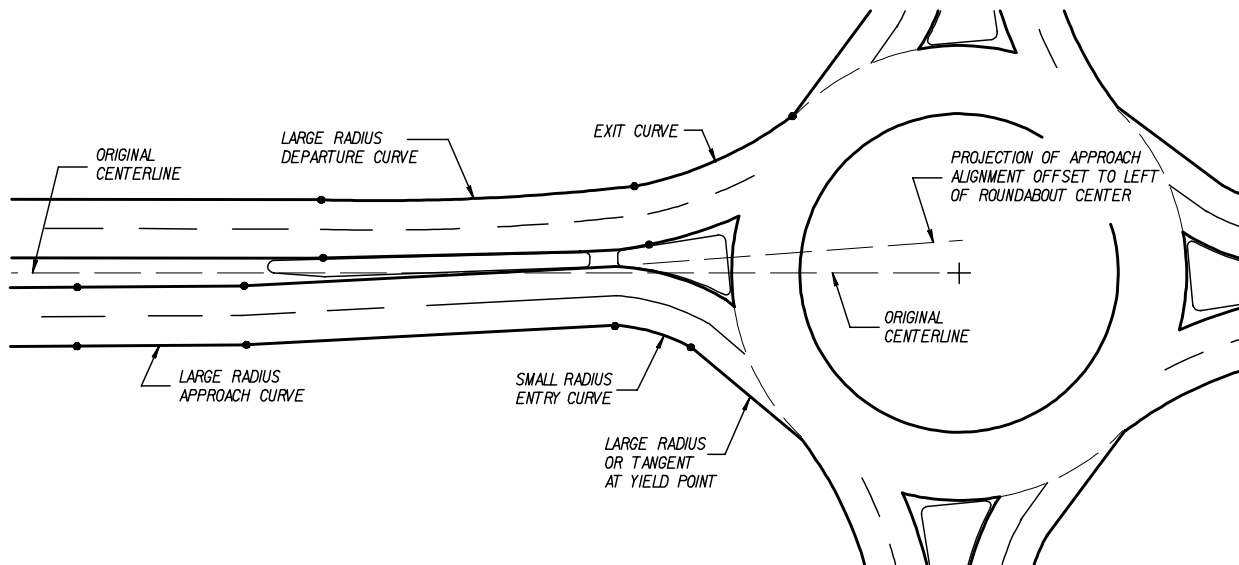 ORIGINAL
CENTERLINE
LARGE RADIUS
DEPARTURE CURVE
EXIT CURVE
PROJECTION OF APPROACH
ALIGNMENT OFFSET TO LEFT
OF ROUNDABOUT CENTER
ORIGINAL
CENTERLINE
LARGE RADIUS
APPROACH CURVE
SMALL RADIUS
ENTRY CURVE
LARGE RADIUS
OR TANGENT
AT YIELD POINT